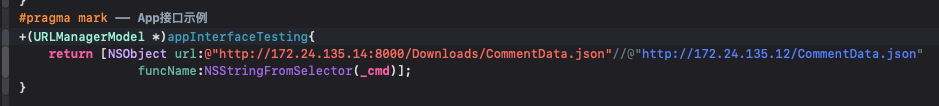 }
#pragma mark —— App接口示例
+(URLManagerModel *)appInterfaceTesting{
return [NSObject url:@"http://172.24.135.14:8000/Downloads/CommentData.json"//@"http://172.24.135.12/CommentData.json"
funcName:NSStringFromSelector(_cmd)];
}